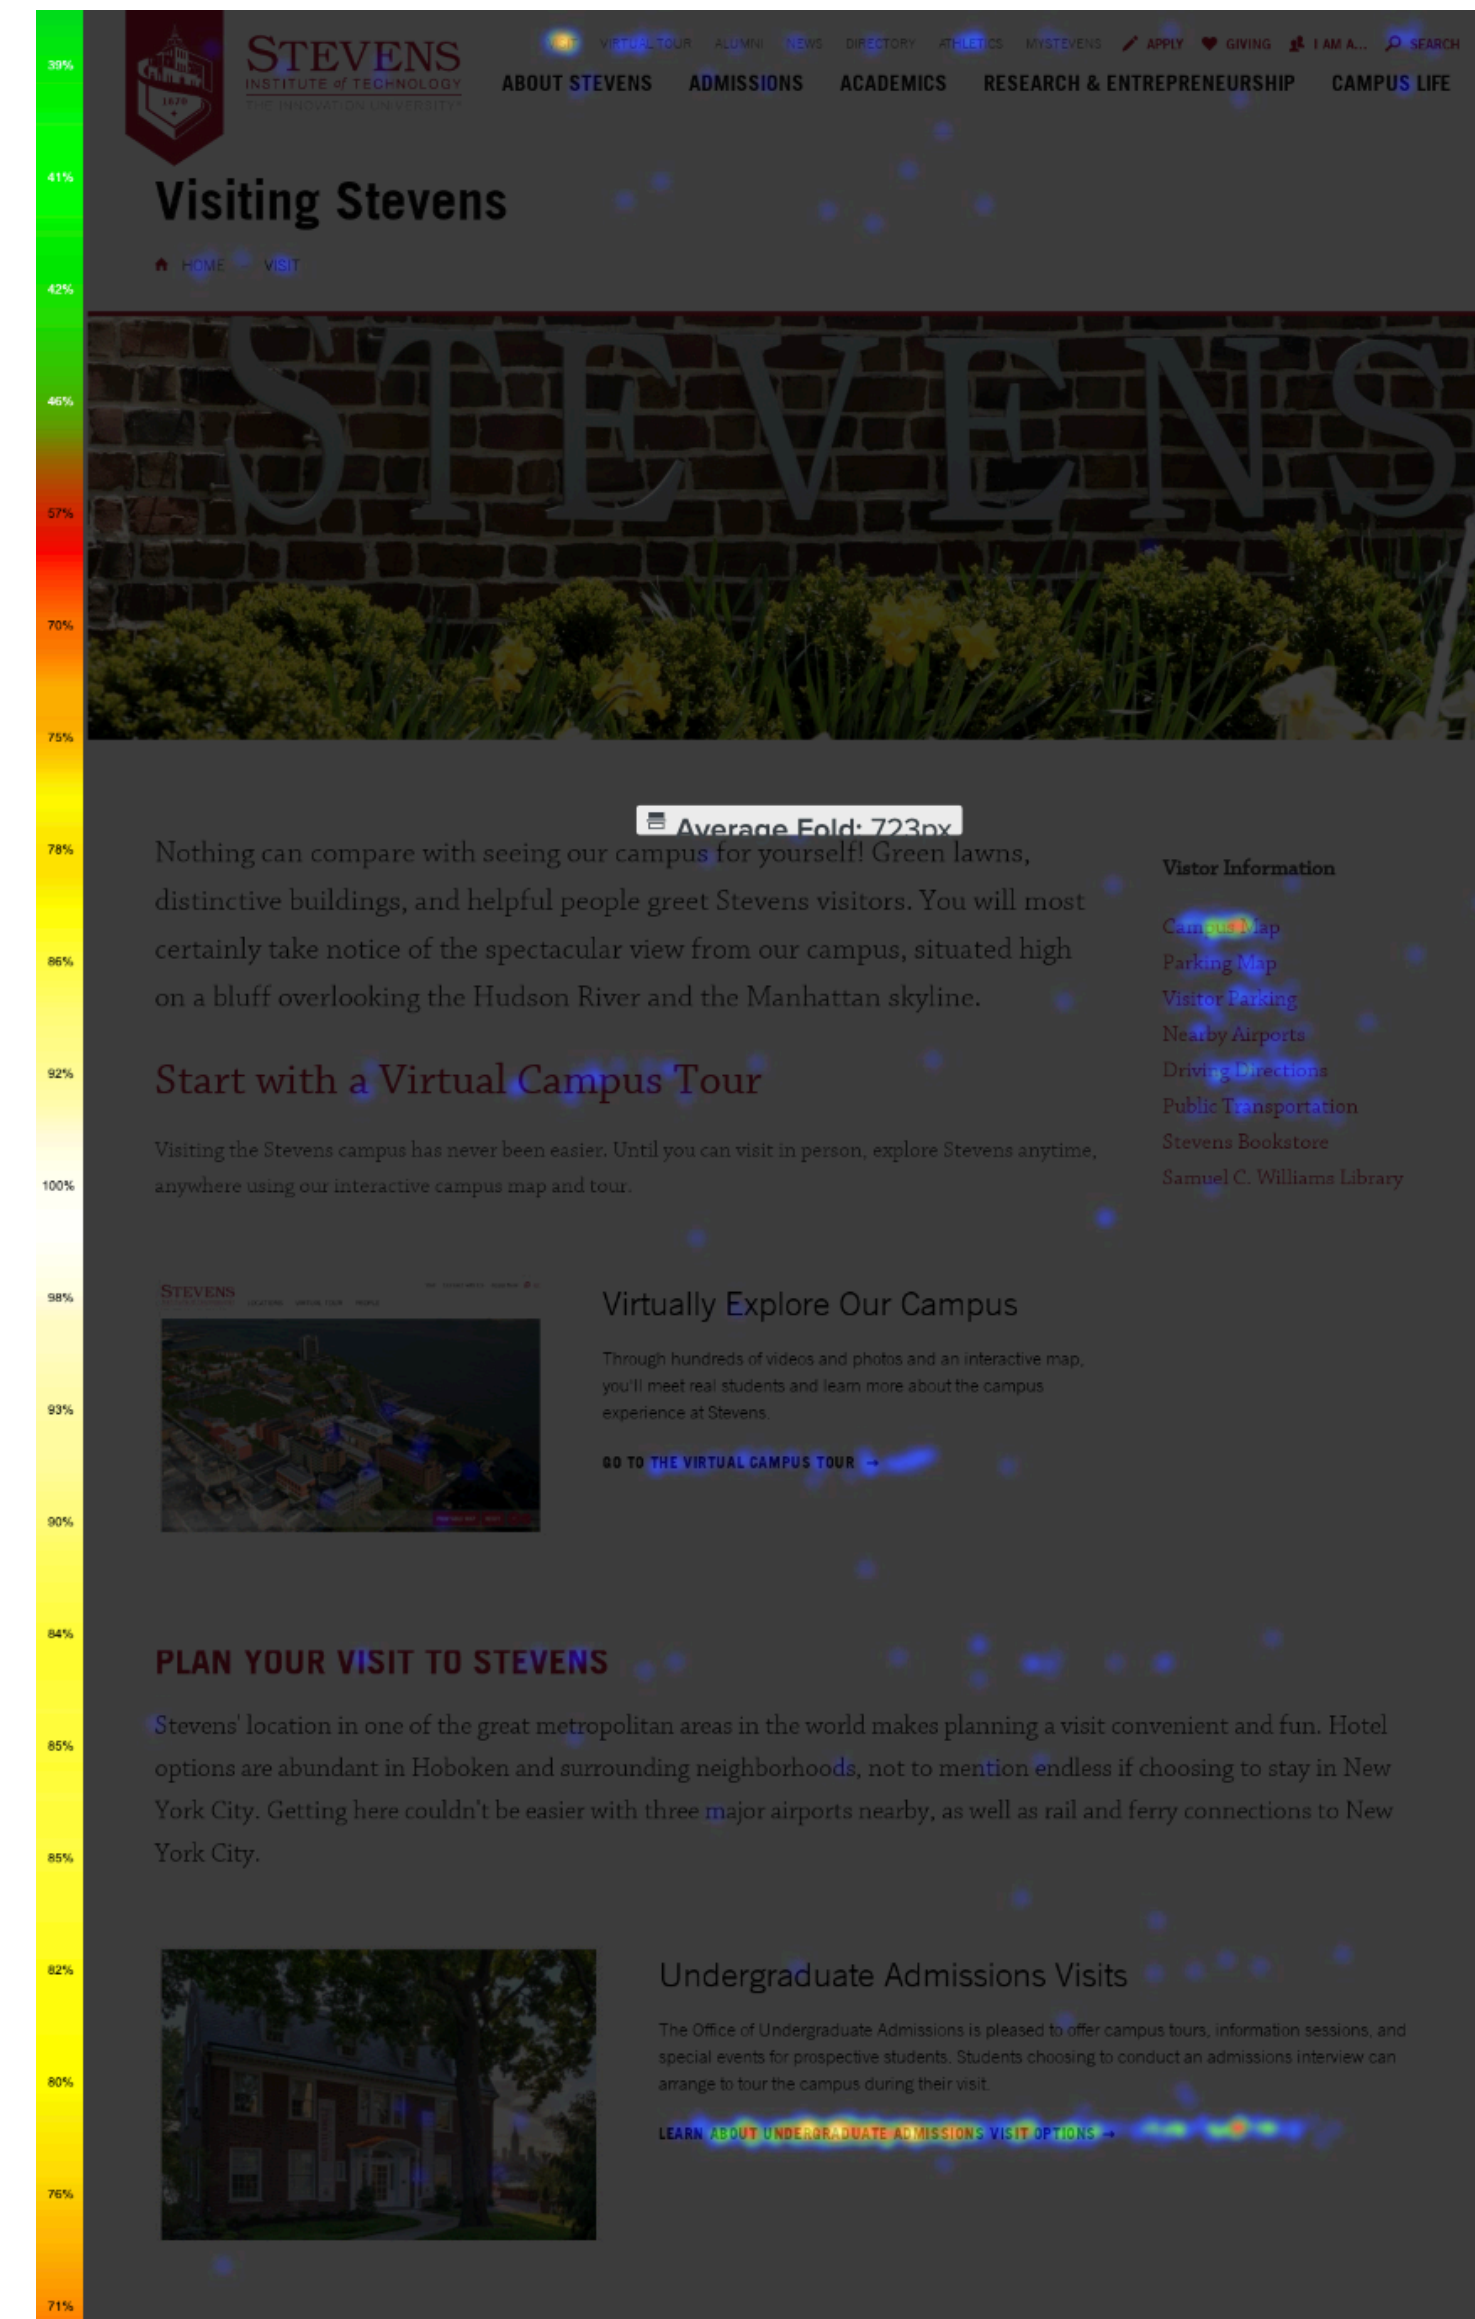 39%
41%
42%
46%
57%
70%
75%
78%
86%
92%
100%
98%
93%
90%
84%
85%
85%
82%
80%
76%
71%
1870
STEVENS
INSTITUTE of TECHNOLOGY
THE INNOVATION UNIVERSITY®
VISIT VIRTUAL TOUR ALUMNI NEWS DIRECTORY ATHLETICS MYSTEVENS APPLY GIVING I AM A... SEARCH
ABOUT STEVENS ADMISSIONS ACADEMICS RESEARCH & ENTREPRENEURSHIP CAMPUS LIFE
Visiting Stevens
HOME VISIT
STEVENS
Average Fold: 723px
Nothing can compare with seeing our campus for yourself! Green lawns,
distinctive buildings, and helpful people greet Stevens visitors. You will most
certainly take notice of the spectacular view from our campus, situated high
on a bluff overlooking the Hudson River and the Manhattan skyline.
Vistor Information
Campus Map
Parking Map
Visitor Parking
Nearby Airports
Driving Directions
Public Transportation
Stevens Bookstore
Samuel C. Williams Library
Start with a Virtual Campus Tour
Visiting the Stevens campus has never been easier. Until you can visit in person, explore Stevens anytime,
anywhere using our interactive campus map and tour.
STEVENS
LOCATIONS VIRTUAL TOUR PEOPLE
Virtually Explore Our Campus
Through hundreds of videos and photos and an interactive map,
you'll meet real students and learn more about the campus
experience at Stevens.
GO TO THE VIRTUAL CAMPUS TOUR →
PLAN YOUR VISIT TO STEVENS
Stevens' location in one of the great metropolitan areas in the world makes planning a visit convenient and fun. Hotel
options are abundant in Hoboken and surrounding neighborhoods, not to mention endless if choosing to stay in New
York City. Getting here couldn't be easier with three major airports nearby, as well as rail and ferry connections to New
York City.
Undergraduate Admissions Visits
The Office of Undergraduate Admissions is pleased to offer campus tours, information sessions, and
special events for prospective students. Students choosing to conduct an admissions interview can
arrange to tour the campus during their visit.
LEARN ABOUT UNDERGRADUATE ADMISSIONS VISIT OPTIONS →